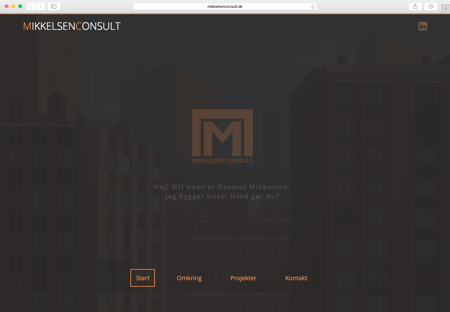 mikkelsenconsult.dk
MIKKELSENCONSULT
in
MIKKELSEN CONSULT
Hej! Mit navn er Rasmus Mikkelsen,
jeg bygger huse! Hvad gør du?
Start Omkring Projekter Kontakt